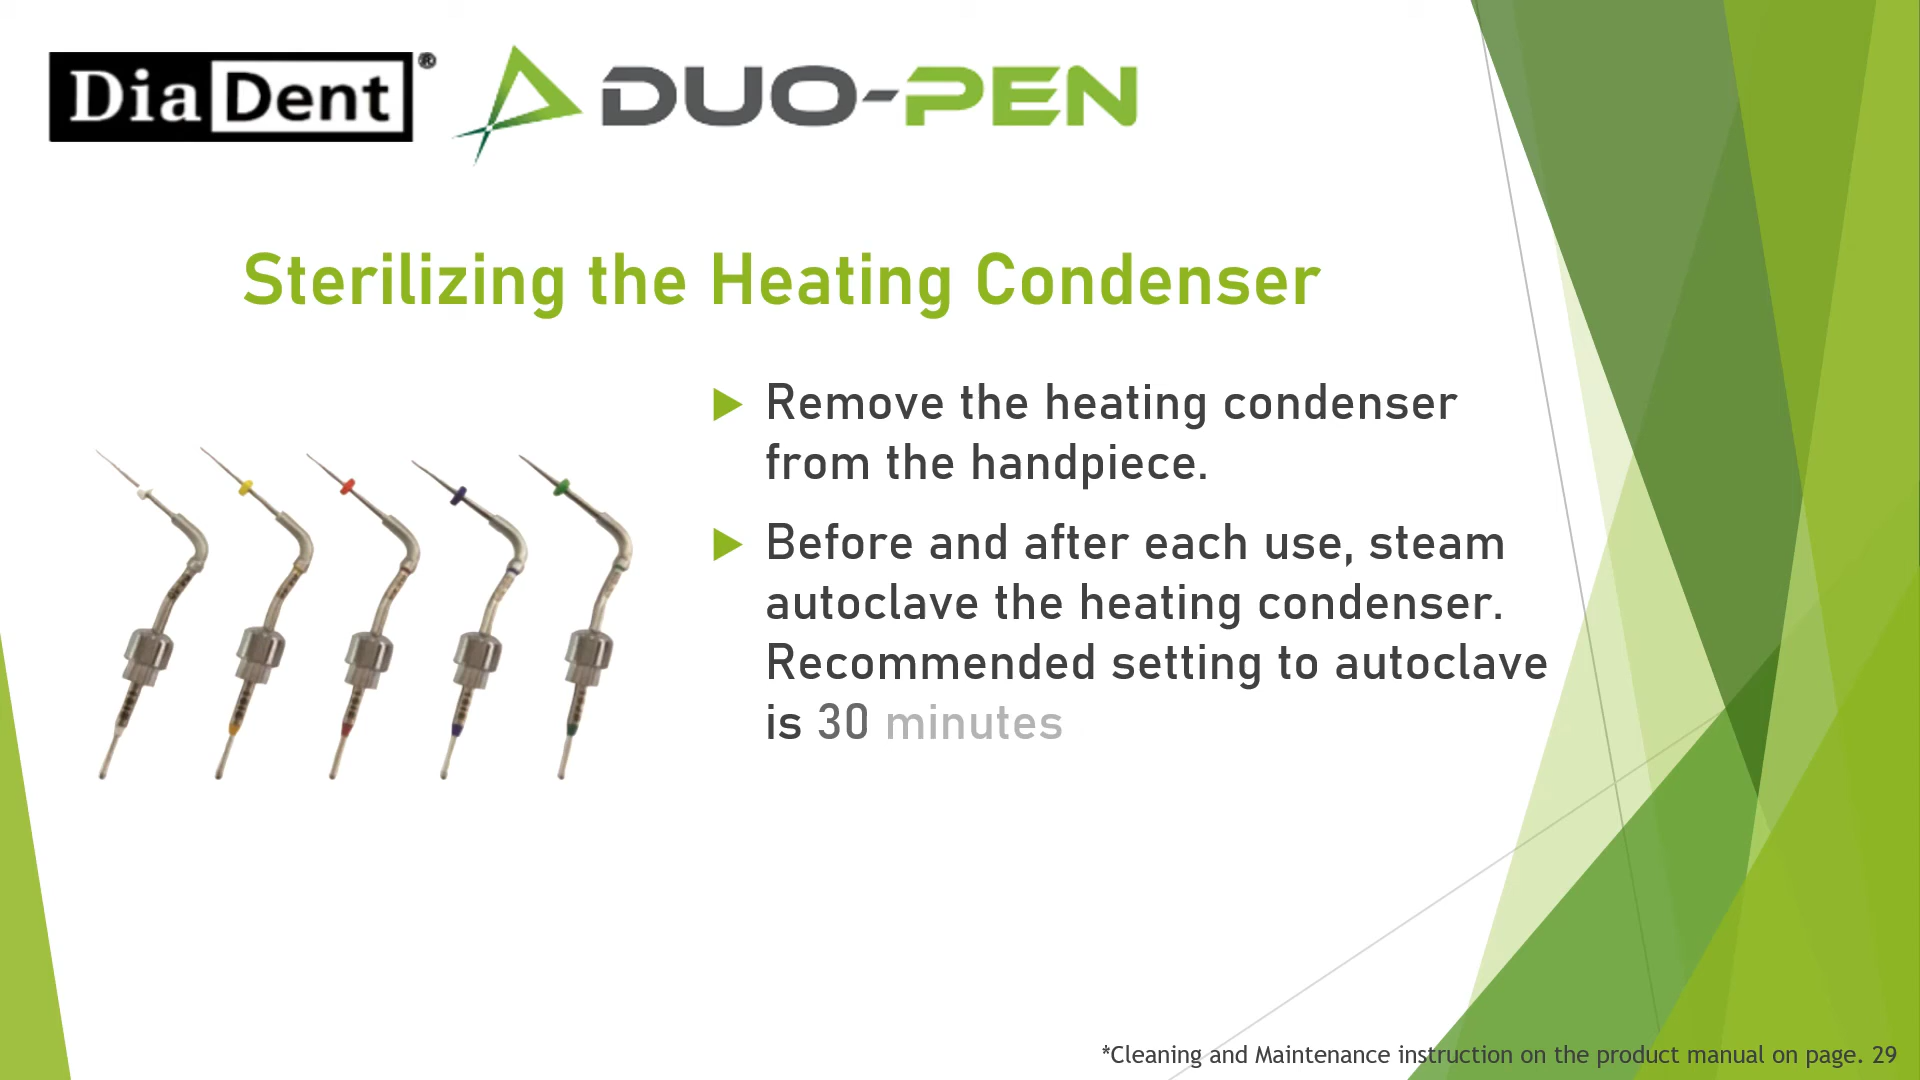 DiaDent® DUO-PEN
Sterilizing the Heating Condenser
Remove the heating condenser
from the handpiece.
Before and after each use, steam
autoclave the heating condenser.
Recommended setting to autoclave
is 30 minutes
*Cleaning and Maintenance instruction on the product manual on page. 29